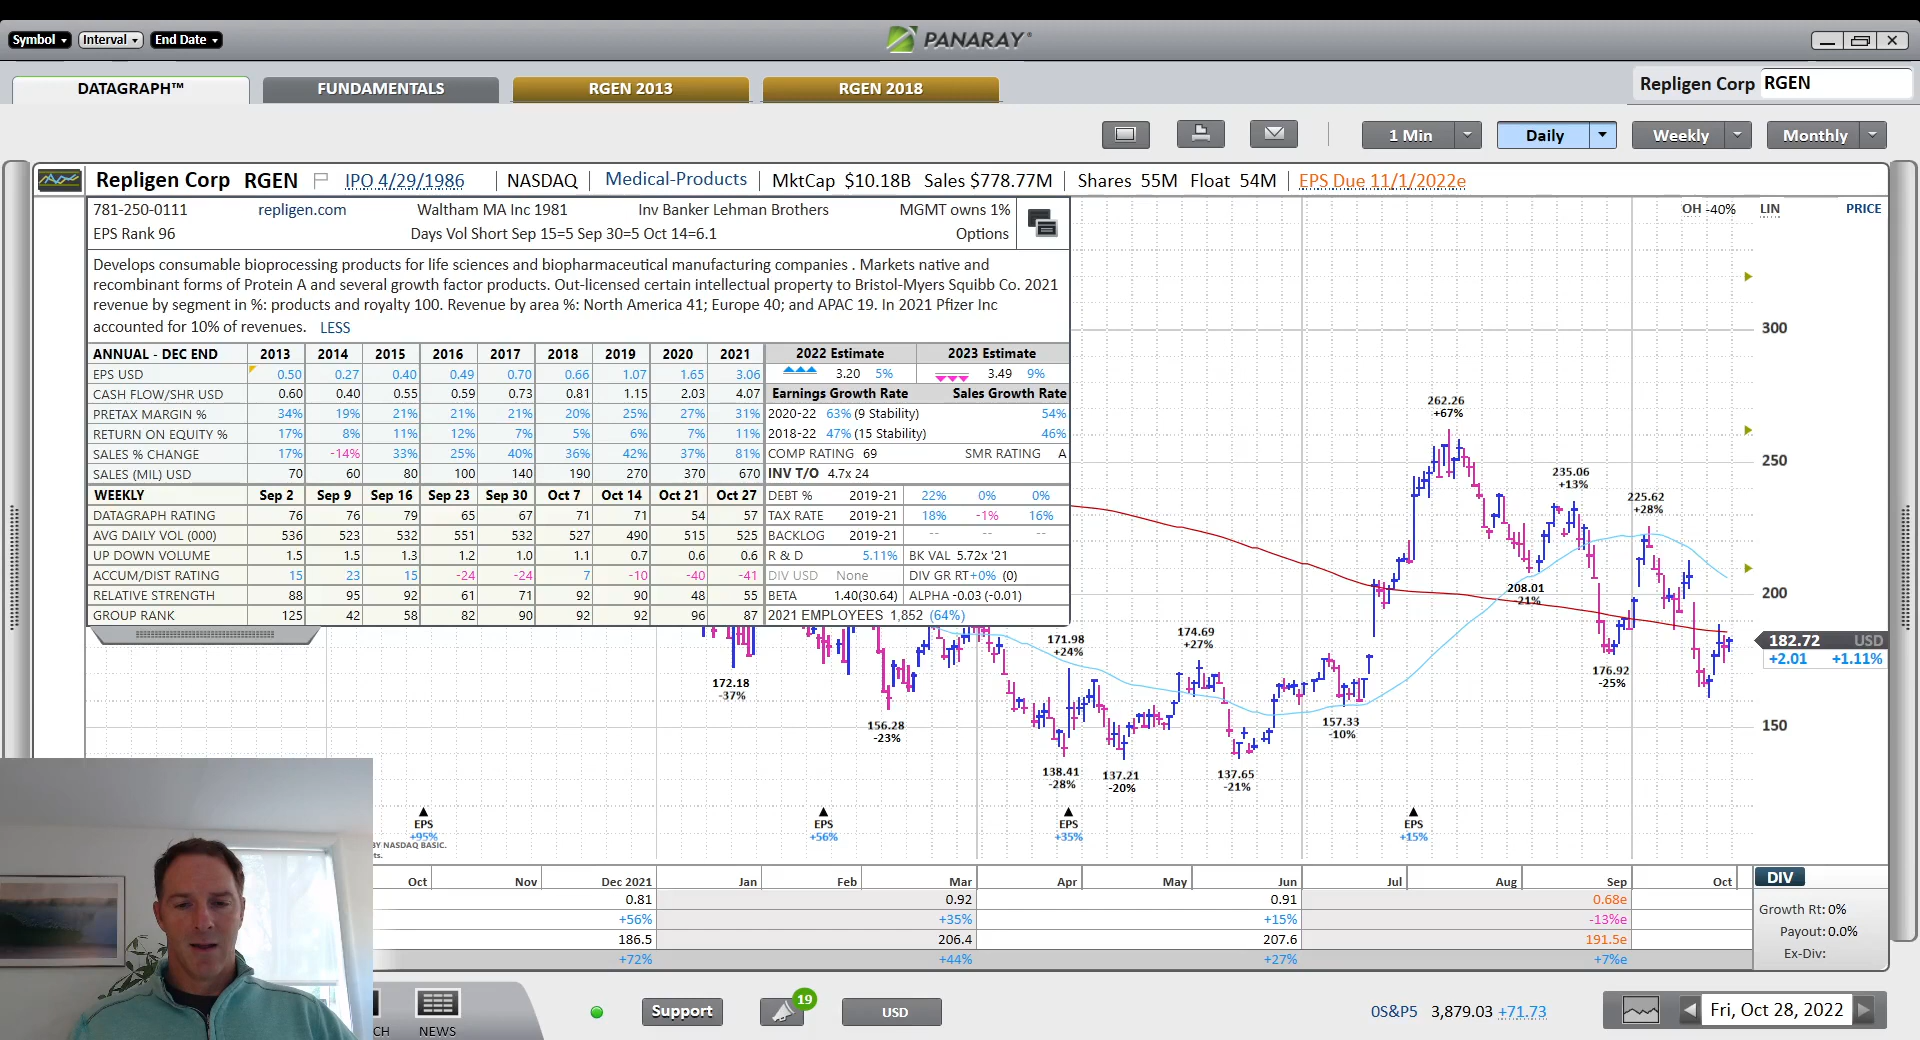 Symbol Interval End Date PANARAY
DATAGRAPH™ FUNDAMENTALS RGEN 2013 RGEN 2018 Repligen Corp RGEN
1 Min Daily Weekly Monthly
Repligen Corp RGEN IPO 4/29/1986 NASDAQ Medical-Products MktCap $10.18B Sales $778.77M Shares 55M Float 54M EPS Due 11/1/2022e
781-250-0111 repligen.com Waltham MA Inc 1981 Inv Banker Lehman Brothers MGMT owns 1%
EPS Rank 96 Days Vol Short Sep 15=5 Sep 30=5 Oct 14=6.1 Options
OH -40% LIN PRICE
Develops consumable bioprocessing products for life sciences and biopharmaceutical manufacturing companies . Markets native and
recombinant forms of Protein A and several growth factor products. Out-licensed certain intellectual property to Bristol-Myers Squibb Co. 2021
revenue by segment in %: products and royalty 100. Revenue by area %: North America 41; Europe 40; and APAC 19. In 2021 Pfizer Inc
accounted for 10% of revenues. LESS
ANNUAL - DEC END 2013 2014 2015 2016 2017 2018 2019 2020 2021 2022 Estimate 2023 Estimate
EPS USD 0.50 0.27 0.40 0.49 0.70 0.66 1.07 1.65 3.06 3.20 5% 3.49 9%
CASH FLOW/SHR USD 0.60 0.40 0.55 0.59 0.73 0.81 1.15 2.03 4.07 Earnings Growth Rate Sales Growth Rate
PRETAX MARGIN % 34% 19% 21% 21% 21% 20% 25% 27% 31% 2020-22 63% (9 Stability) 54%
RETURN ON EQUITY % 17% 8% 11% 12% 7% 5% 6% 7% 11% 2018-22 47% (15 Stability) 46%
SALES % CHANGE 17% -14% 33% 25% 40% 36% 42% 37% 81% COMP RATING 69 SMR RATING A
SALES (MIL) USD 70 60 80 100 140 190 270 370 670 INV T/O 4.7x 24
WEEKLY Sep 2 Sep 9 Sep 16 Sep 23 Sep 30 Oct 7 Oct 14 Oct 21 Oct 27 DEBT % 2019-21 22% 0% 0%
DATAGRAPH RATING 76 76 79 65 67 71 71 54 57 TAX RATE 2019-21 18% -1% 16%
AVG DAILY VOL (000) 536 523 532 551 532 527 490 515 525 BACKLOG 2019-21 -- -- --
UP DOWN VOLUME 1.5 1.5 1.3 1.2 1.0 1.1 0.7 0.6 0.6 R & D 5.11% BK VAL 5.72x '21
ACCUM/DIST RATING 15 23 15 -24 -24 7 -10 -40 -41 DIV USD None DIV GR RT+0% (0)
RELATIVE STRENGTH 88 95 92 61 71 92 90 48 55 BETA 1.40(30.64) ALPHA -0.03 (-0.01)
GROUP RANK 125 42 58 82 90 92 92 96 87 2021 EMPLOYEES 1,852 (64%)
300
262.26
+67%
250
235.06
+13%
225.62
+28%
208.01
-21%
200
182.72 USD
+2.01 +1.11%
171.98
+24%
174.69
+27%
172.18
-37%
176.92
-25%
156.28
-23%
157.33
-10%
150
138.41
-28%
137.21
-20%
137.65
-21%
EPS EPS EPS EPS
+95% +56% +35% +15%
BY NASDAQ BASIC.
ts.
Oct Nov Dec 2021 Jan Feb Mar Apr May Jun Jul Aug Sep Oct DIV
0.81 0.92 0.91 0.68e
+56% +35% +15% -13%e
186.5 206.4 207.6 191.5e
+72% +44% +27% +7%e
Growth Rt: 0%
Payout: 0.0%
Ex-Div:
CH NEWS Support 19 USD 0S&P5 3,879.03 +71.73 Fri, Oct 28, 2022